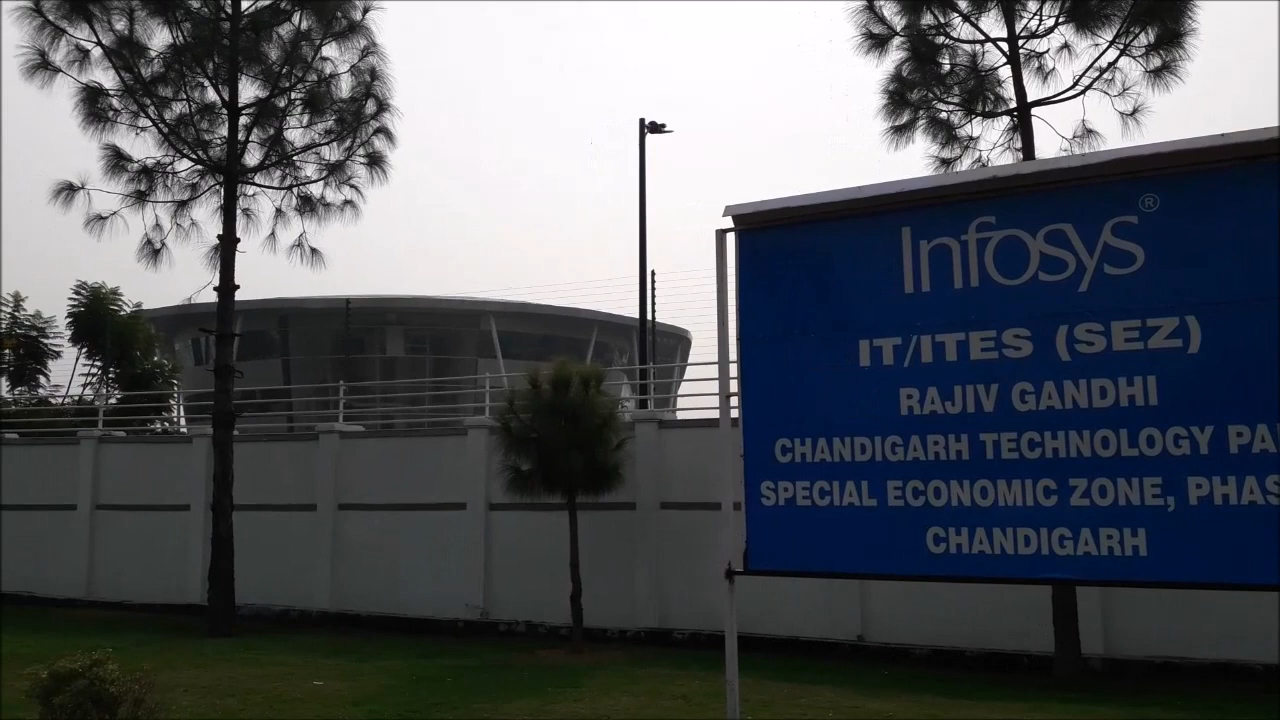 Infosys®
IT/ITES (SEZ)
RAJIV GANDHI
CHANDIGARH TECHNOLOGY PA
SPECIAL ECONOMIC ZONE, PHAS
CHANDIGARH